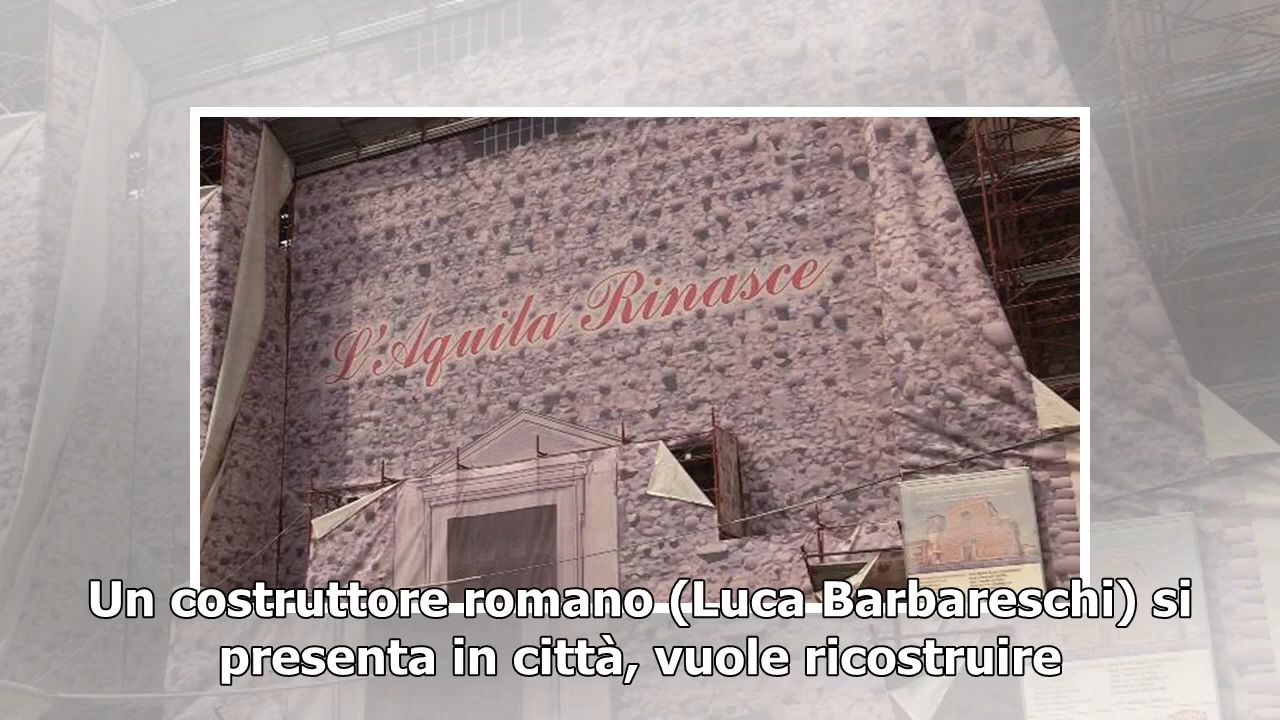 L'Aquila Rinasce
Un costruttore romano (Luca Barbareschi) si
presenta in città, vuole ricostruire